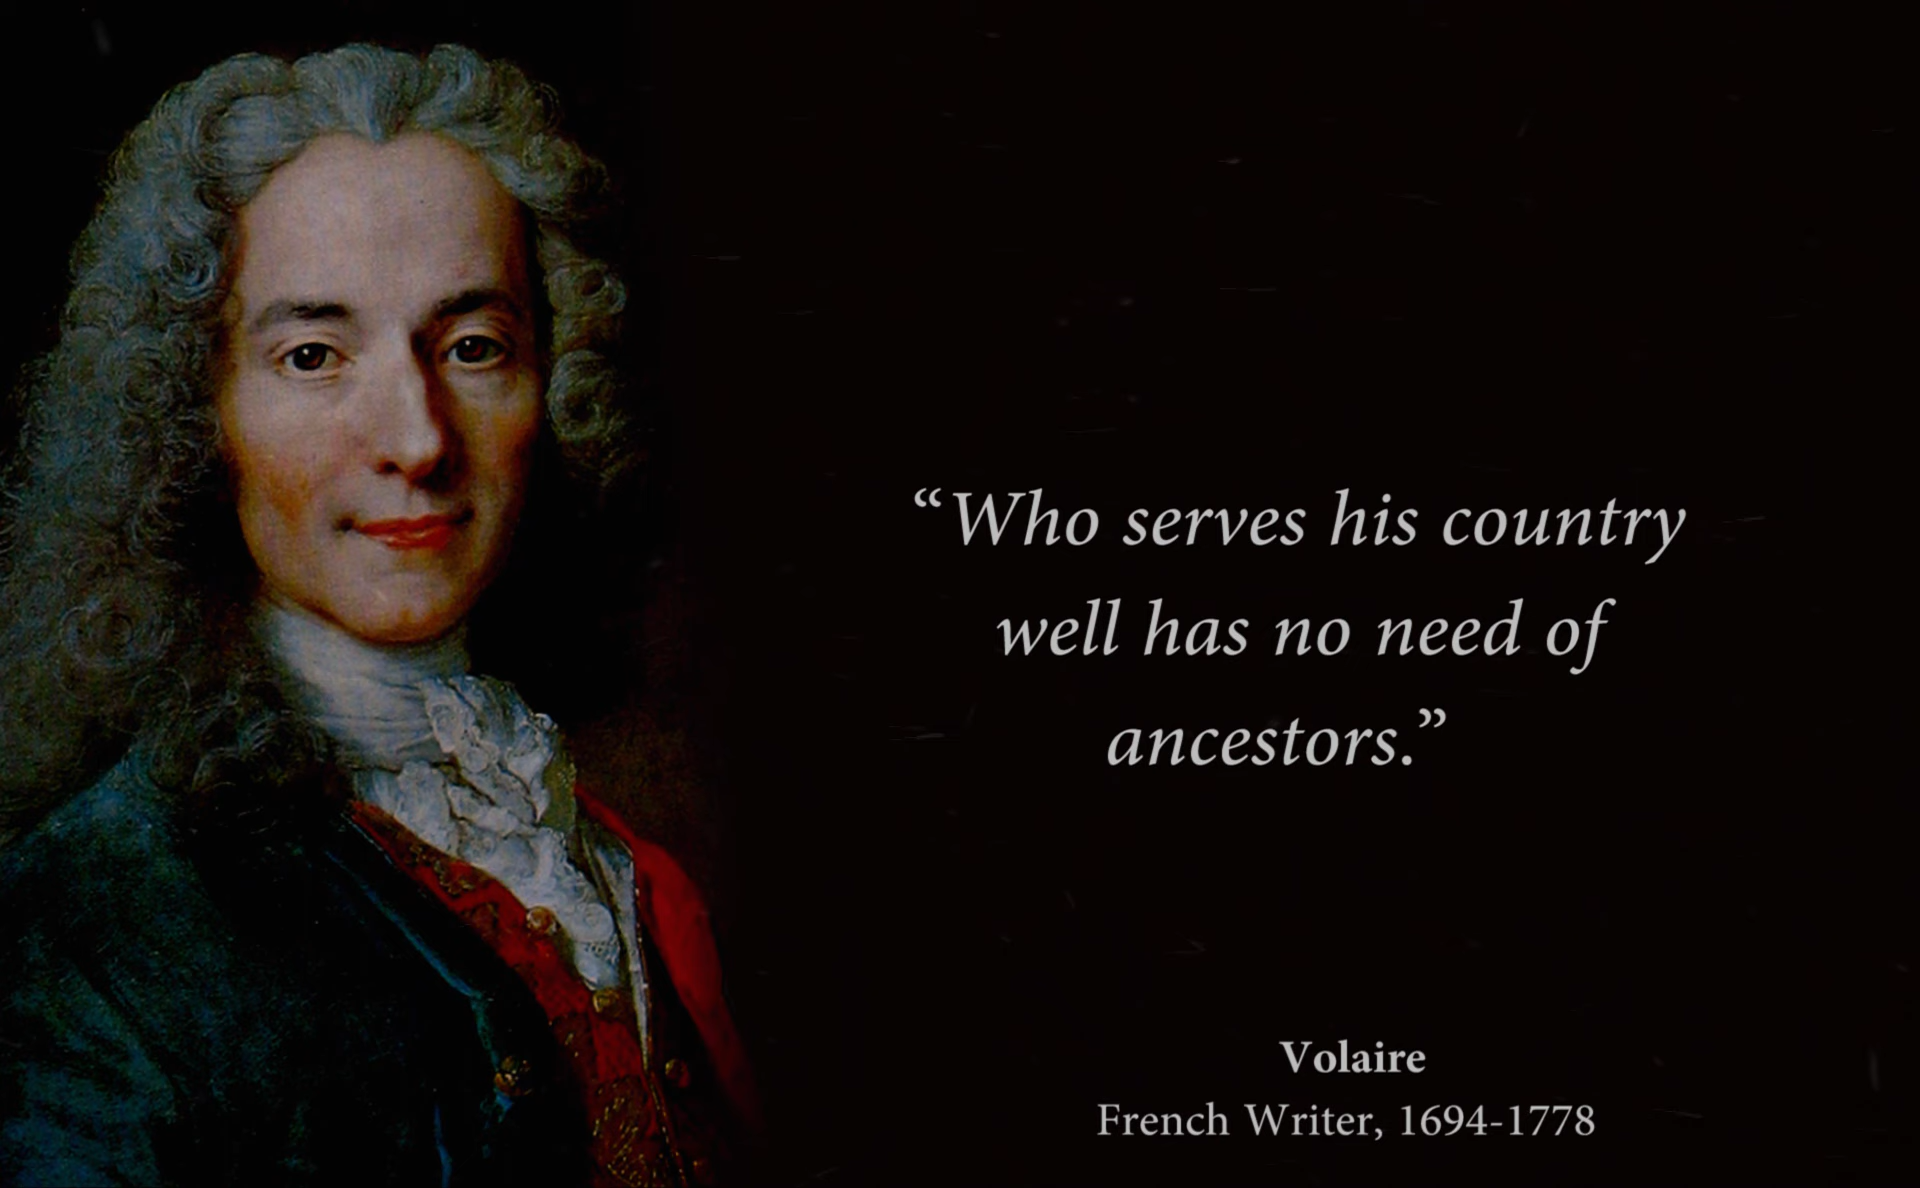 “Who serves his country
well has no need of
ancestors.”
Volaire
French Writer, 1694-1778